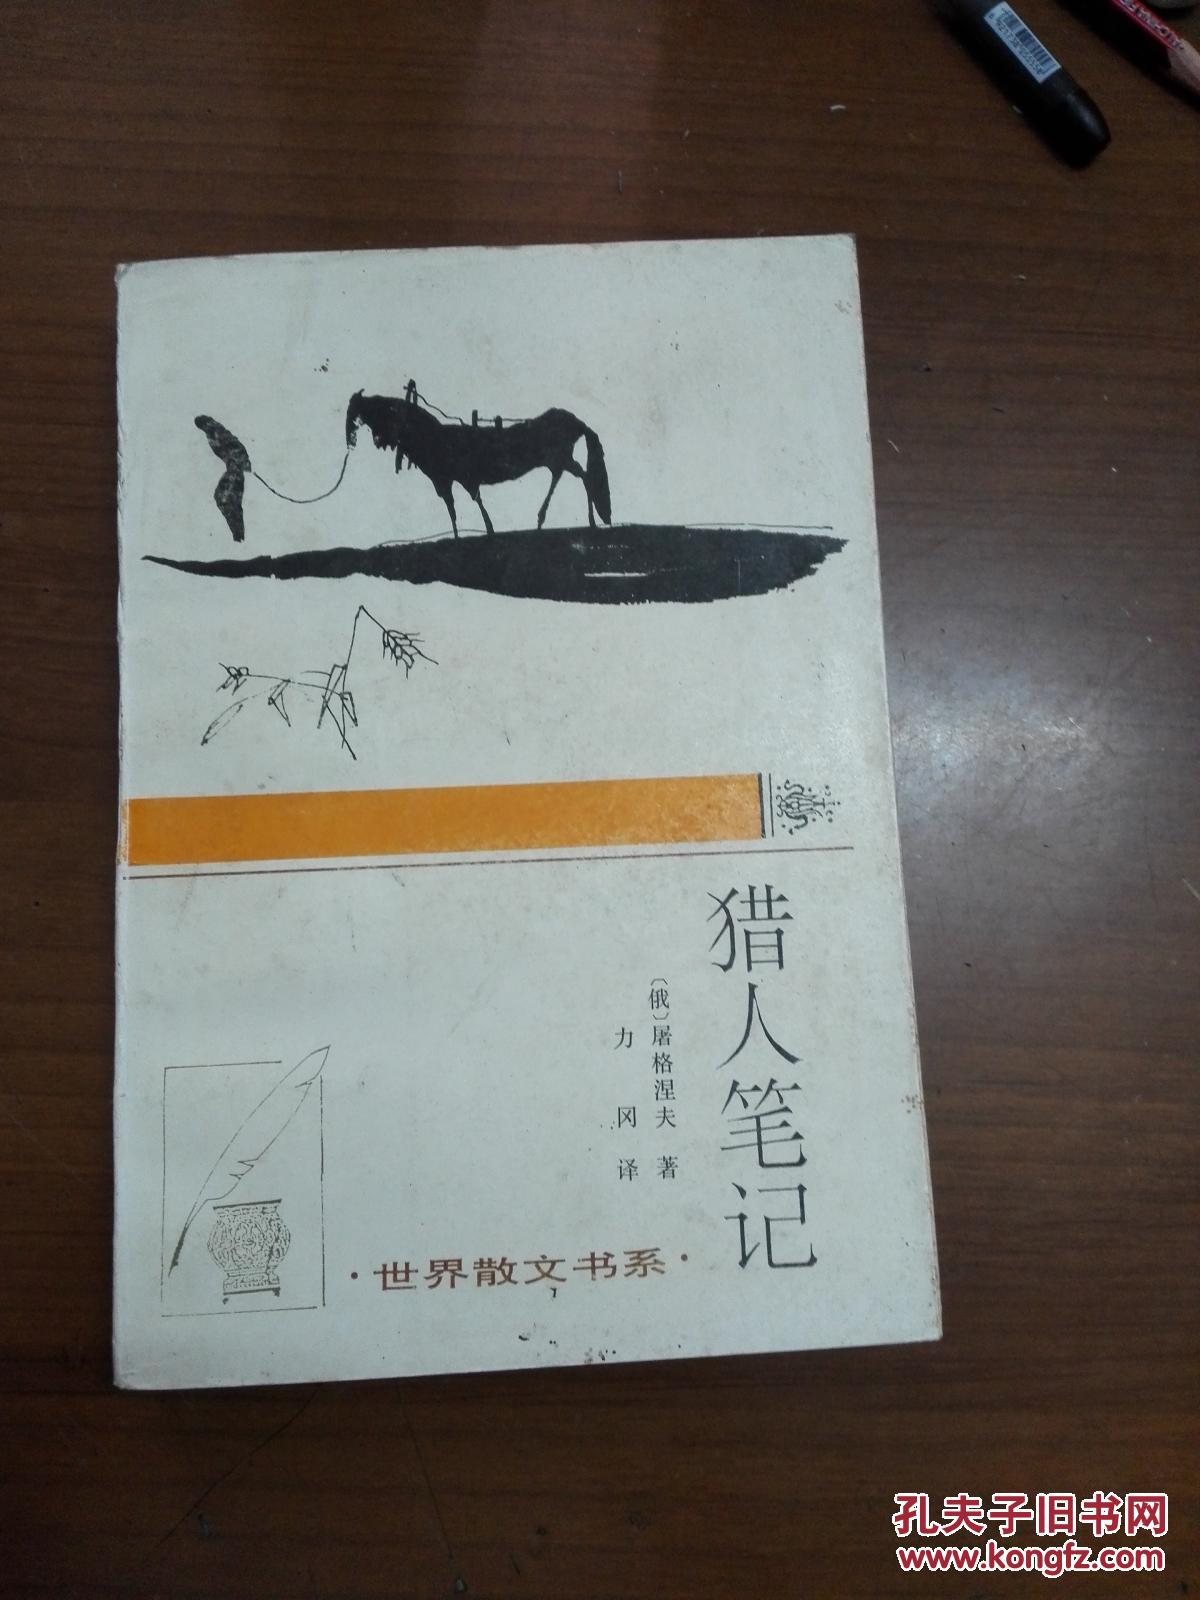 猎人笔记
〔俄〕屠格涅夫 著
力冈 译
·世界散文书系·
孔夫子旧书网
www.kongfz.com